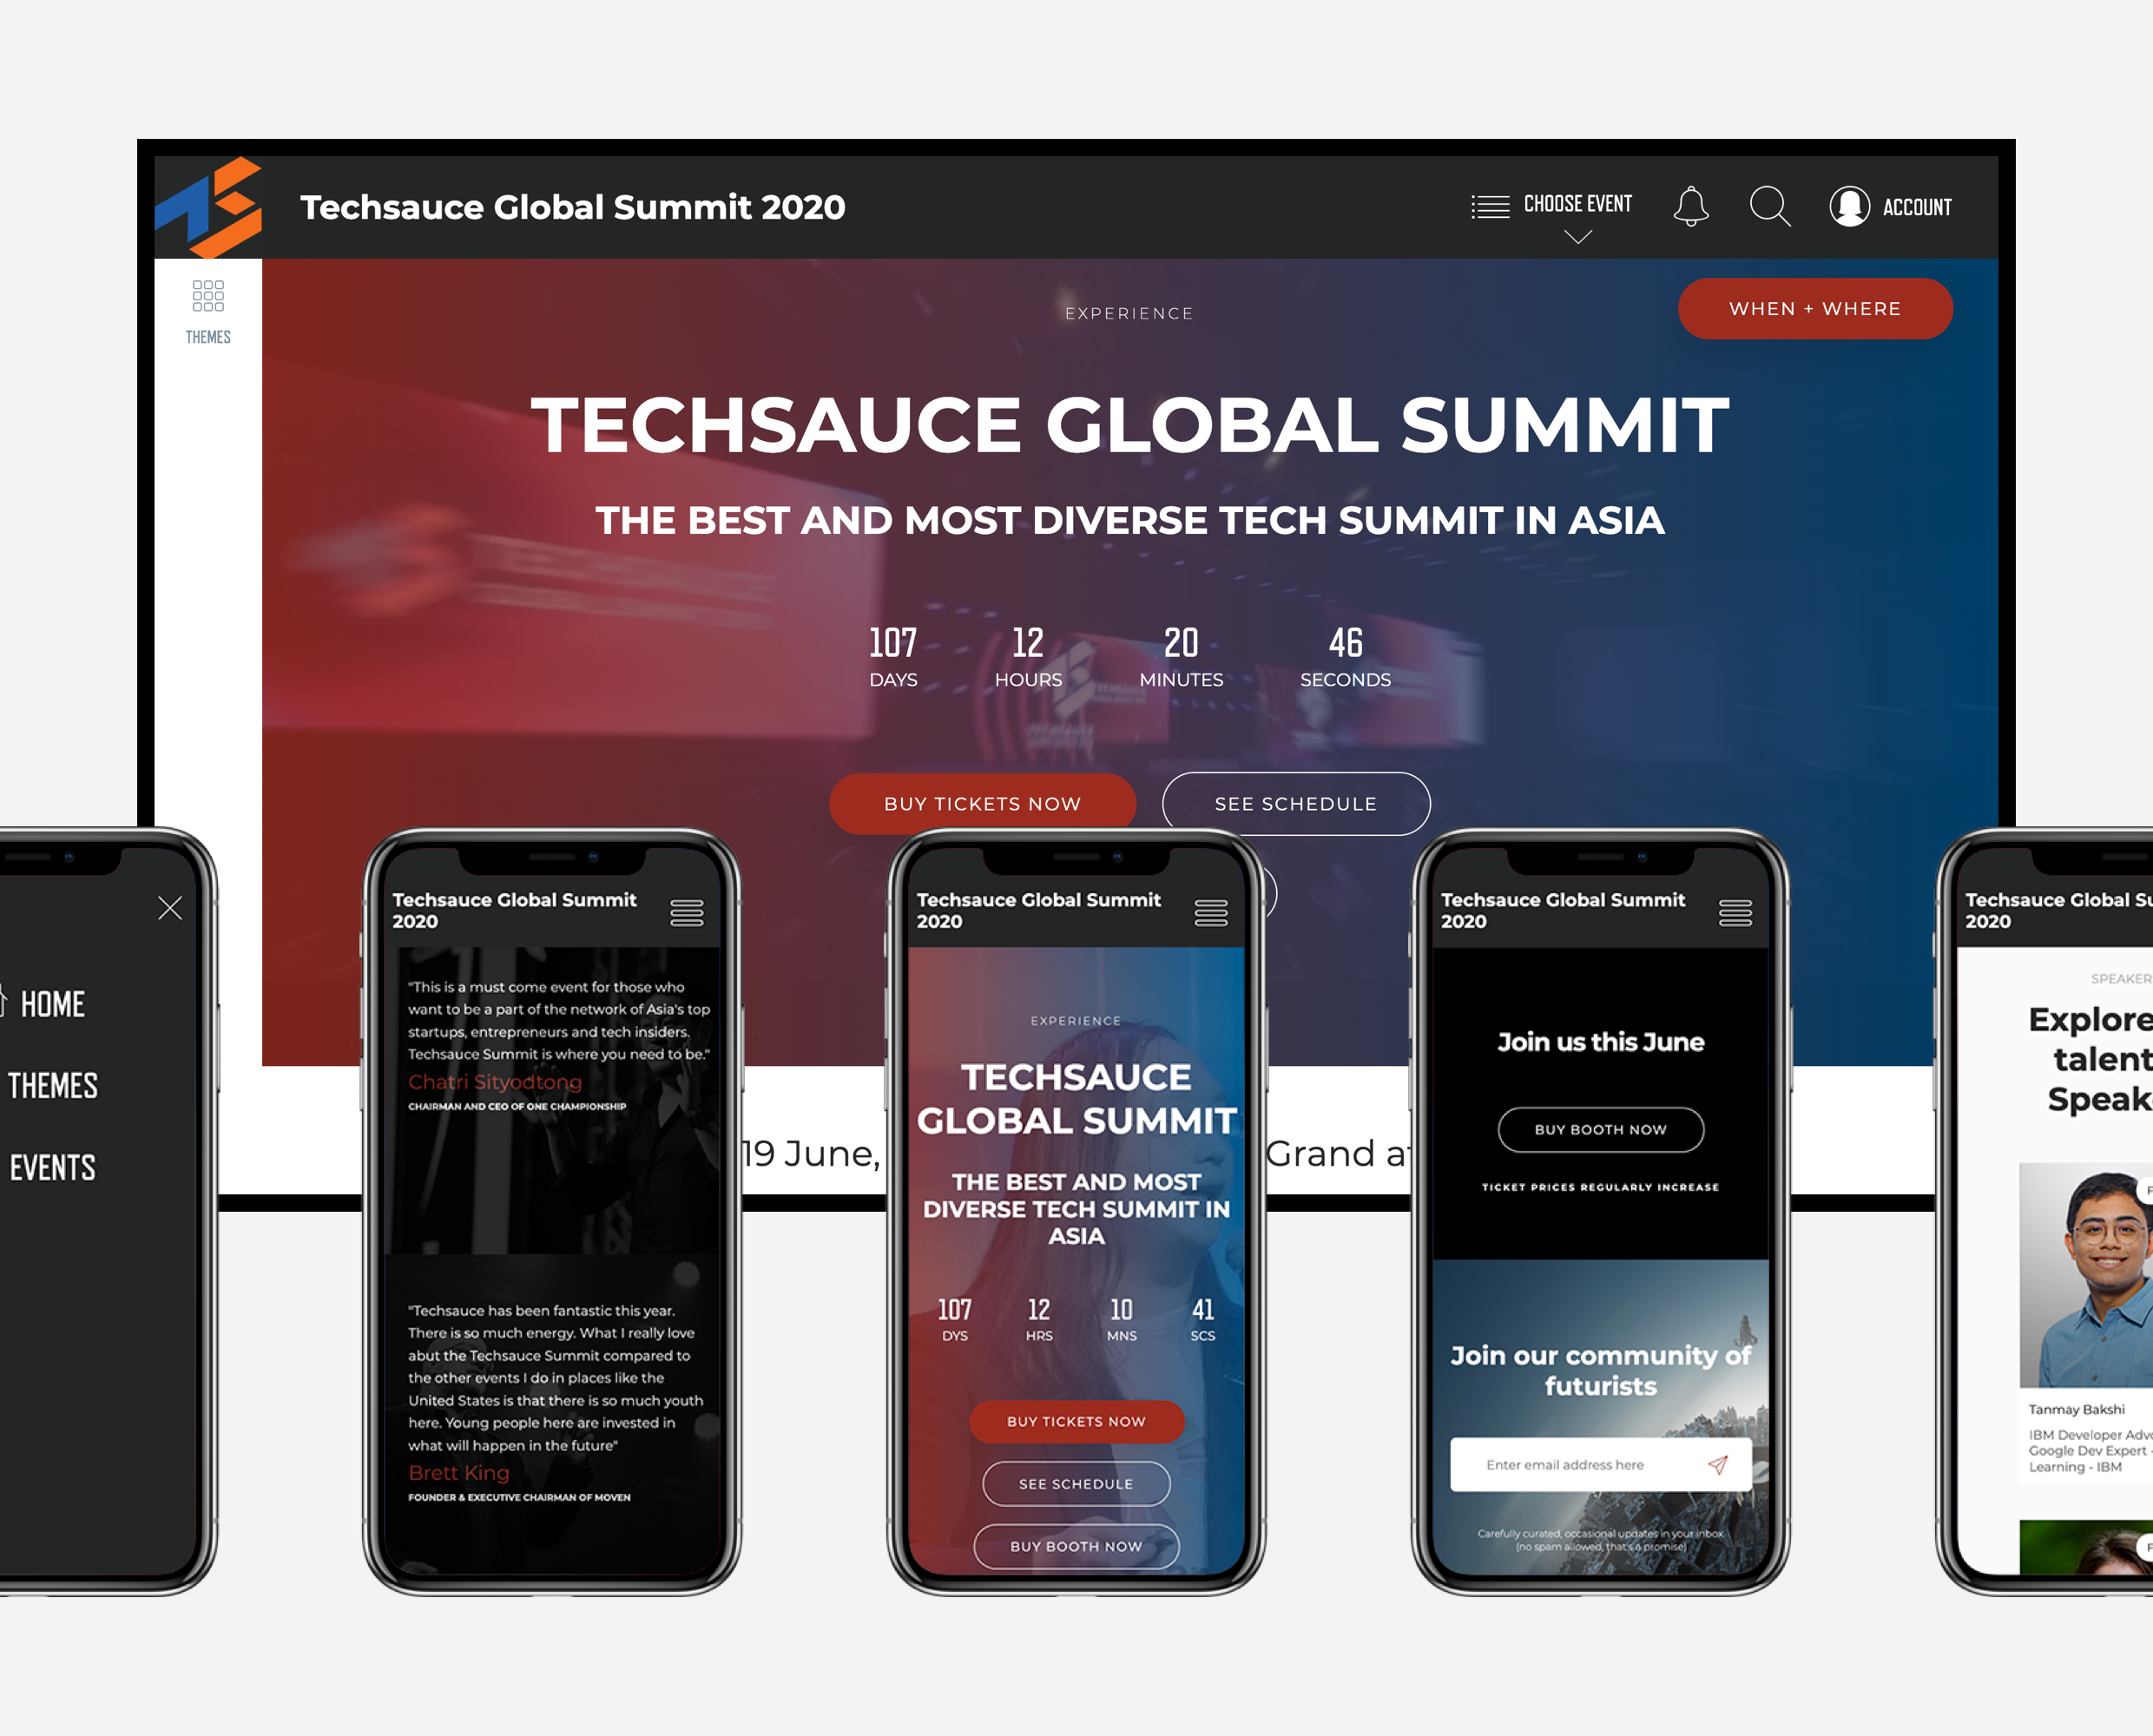 Techsauce Global Summit 2020
CHOOSE EVENT
ACCOUNT
THEMES
EXPERIENCE
WHEN + WHERE
TECHSAUCE GLOBAL SUMMIT
THE BEST AND MOST DIVERSE TECH SUMMIT IN ASIA
107 12 20 46
DAYS HOURS MINUTES SECONDS
BUY TICKETS NOW
SEE SCHEDULE
19 June,
Grand
HOME
THEMES
EVENTS
Techsauce Global Summit
2020
"This is a must come event for those who
want to be a part of the network of Asia's top
startups, entrepreneurs and tech insiders.
Techsauce Summit is where you need to be."
Chatri Sityodtong
CHAIRMAN AND CEO OF ONE CHAMPIONSHIP
"Techsauce has been fantastic this year.
There is so much energy. What I really love
abut the Techsauce Summit compared to
the other events I do in places like the
United States is that there is so much youth
here. Young people here are invested in
what will happen in the future"
Brett King
FOUNDER & EXECUTIVE CHAIRMAN OF MOVEN
Techsauce Global Summit
2020
EXPERIENCE
TECHSAUCE
GLOBAL SUMMIT
THE BEST AND MOST
DIVERSE TECH SUMMIT IN
ASIA
107 12 10 41
DYS HRS MNS SCS
BUY TICKETS NOW
SEE SCHEDULE
BUY BOOTH NOW
Techsauce Global Summit
2020
Join us this June
BUY BOOTH NOW
TICKET PRICES REGULARLY INCREASE
Join our community of
futurists
Enter email address here
Carefully curated, occasional updates in your inbox.
(no spam allowed, that's a promise)
Techsauce Global
2020
SPEAKER
Explore
talent
Speak
Tanmay Bakshi
IBM Developer
Google Dev Expert -
Learning - IBM